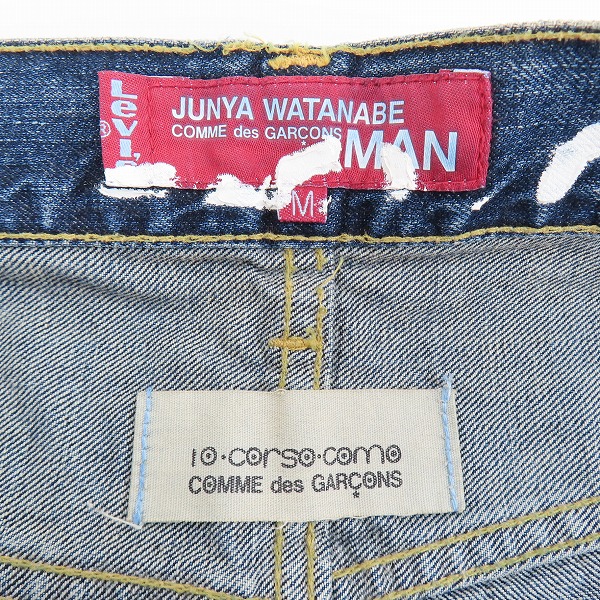 Levi's
®
JUNYA WATANABE
COMME des GARÇONS MAN
M
10·corso·como
COMME des GARÇONS